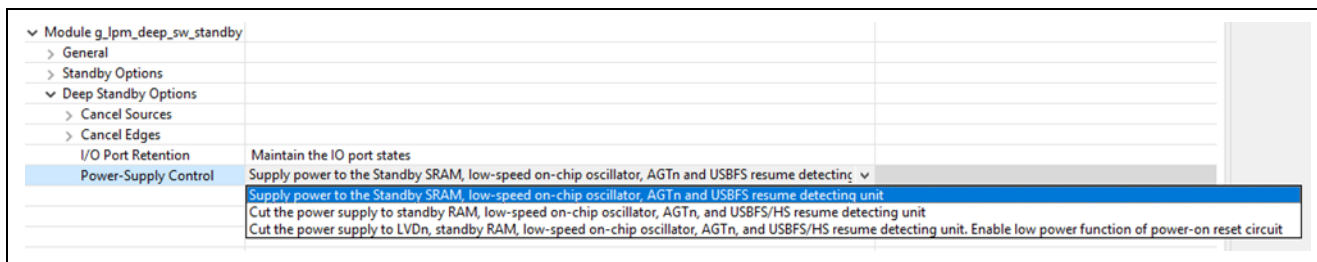 Module g_lpm_deep_sw_standby
General
Standby Options
Deep Standby Options
Cancel Sources
Cancel Edges
I/O Port Retention Maintain the IO port states
Power-Supply Control Supply power to the Standby SRAM, low-speed on-chip oscillator, AGTn and USBFS resume detecting
Supply power to the Standby SRAM, low-speed on-chip oscillator, AGTn and USBFS resume detecting unit
Cut the power supply to standby RAM, low-speed on-chip oscillator, AGTn, and USBFS/HS resume detecting unit
Cut the power supply to LVDn, standby RAM, low-speed on-chip oscillator, AGTn, and USBFS/HS resume detecting unit. Enable low power function of power-on reset circuit